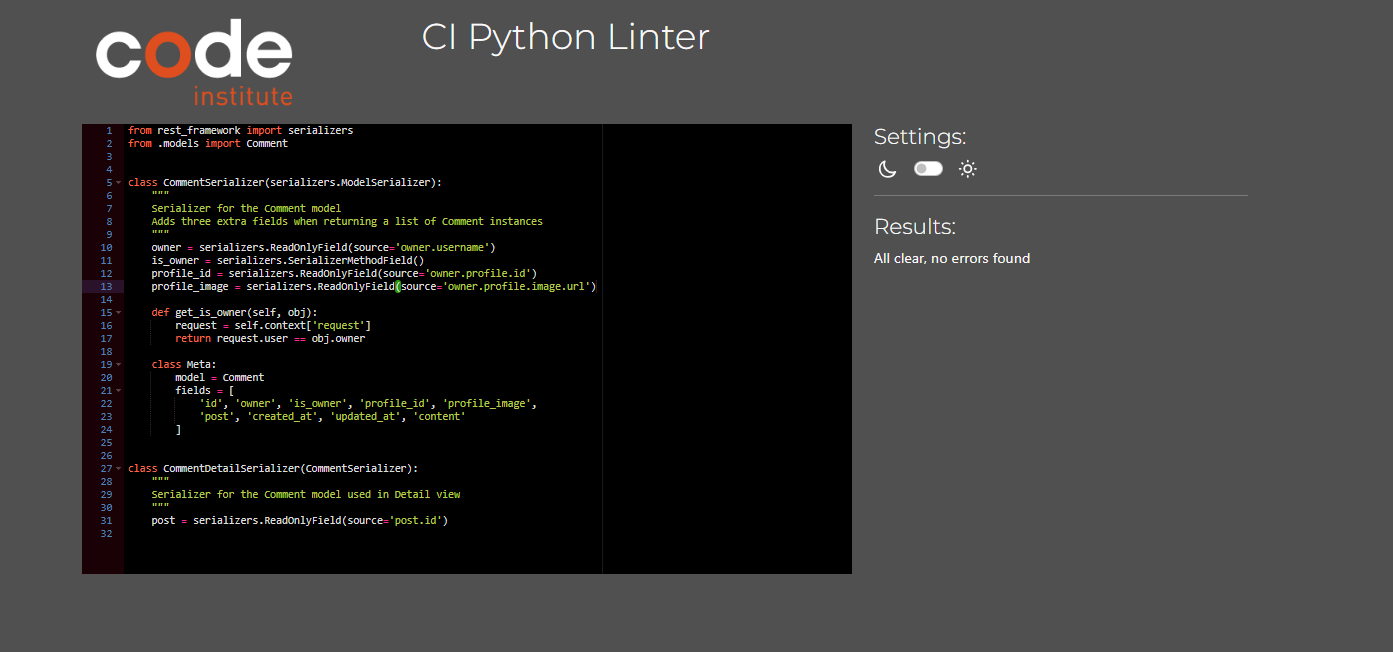 code
institute
CI Python Linter
1 from rest_framework import serializers
2 from .models import Comment
3
4
5 class CommentSerializer(serializers.ModelSerializer):
6     """
7     Serializer for the Comment model
8     Adds three extra fields when returning a list of Comment instances
9     """
10     owner = serializers.ReadOnlyField(source='owner.username')
11     is_owner = serializers.SerializerMethodField()
12     profile_id = serializers.ReadOnlyField(source='owner.profile.id')
13     profile_image = serializers.ReadOnlyField(source='owner.profile.image.url')
14
15     def get_is_owner(self, obj):
16         request = self.context['request']
17         return request.user == obj.owner
18
19     class Meta:
20         model = Comment
21         fields = [
22             'id', 'owner', 'is_owner', 'profile_id', 'profile_image',
23             'post', 'created_at', 'updated_at', 'content'
24         ]
25
26
27 class CommentDetailSerializer(CommentSerializer):
28     """
29     Serializer for the Comment model used in Detail view
30     """
31     post = serializers.ReadOnlyField(source='post.id')
32
Settings:
Results:
All clear, no errors found